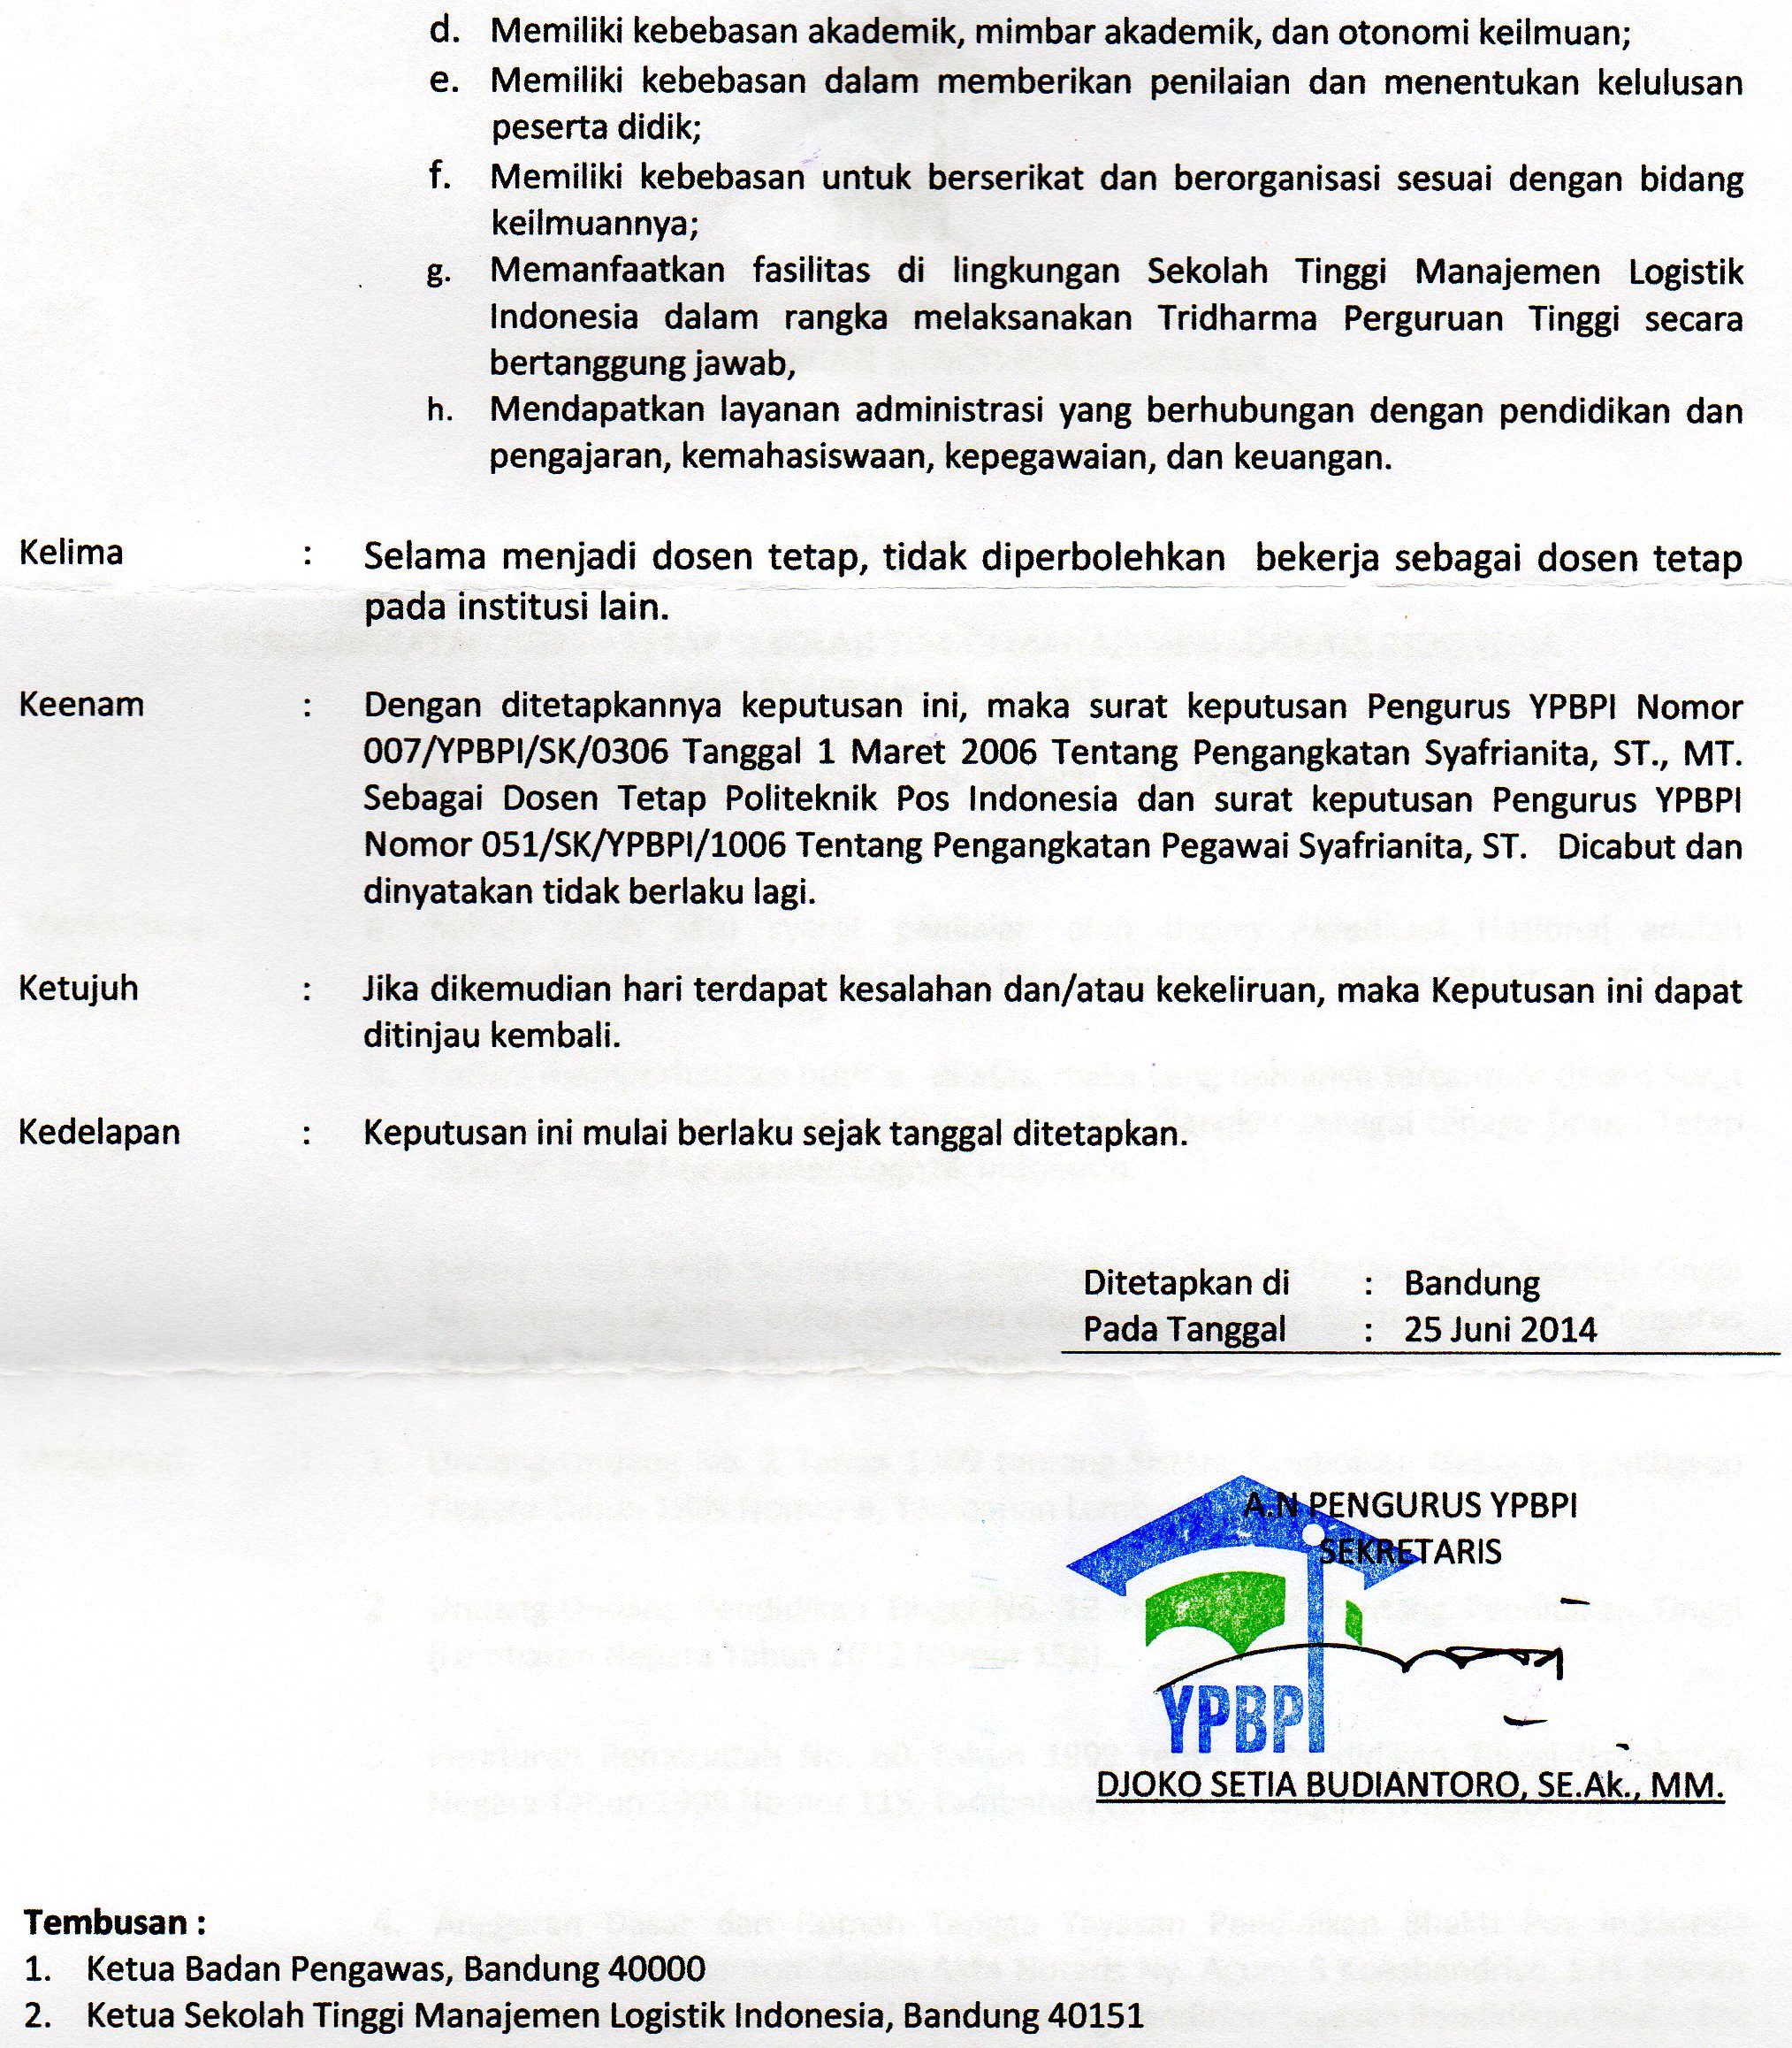 d. Memiliki kebebasan akademik, mimbar akademik, dan otonomi keilmuan;
e. Memiliki kebebasan dalam memberikan penilaian dan menentukan kelulusan
peserta didik;
f. Memiliki kebebasan untuk berserikat dan berorganisasi sesuai dengan bidang
keilmuannya;
g. Memanfaatkan fasilitas di lingkungan Sekolah Tinggi Manajemen Logistik
Indonesia dalam rangka melaksanakan Tridharma Perguruan Tinggi secara
bertanggung jawab,
h. Mendapatkan layanan administrasi yang berhubungan dengan pendidikan dan
pengajaran, kemahasiswaan, kepegawaian, dan keuangan.
Kelima : Selama menjadi dosen tetap, tidak diperbolehkan bekerja sebagai dosen tetap
pada institusi lain.
Keenam : Dengan ditetapkannya keputusan ini, maka surat keputusan Pengurus YPBPI Nomor
007/YPBPI/SK/0306 Tanggal 1 Maret 2006 Tentang Pengangkatan Syafrianita, ST., MT.
Sebagai Dosen Tetap Politeknik Pos Indonesia dan surat keputusan Pengurus YPBPI
Nomor 051/SK/YPBPI/1006 Tentang Pengangkatan Pegawai Syafrianita, ST. Dicabut dan
dinyatakan tidak berlaku lagi.
Ketujuh : Jika dikemudian hari terdapat kesalahan dan/atau kekeliruan, maka Keputusan ini dapat
ditinjau kembali.
Kedelapan : Keputusan ini mulai berlaku sejak tanggal ditetapkan.
Ditetapkan di : Bandung
Pada Tanggal : 25 Juni 2014
A.N PENGURUS YPBPI
SEKRETARIS
YPBPI
DJOKO SETIA BUDIANTORO, SE.Ak., MM.
Tembusan :
1. Ketua Badan Pengawas, Bandung 40000
2. Ketua Sekolah Tinggi Manajemen Logistik Indonesia, Bandung 40151